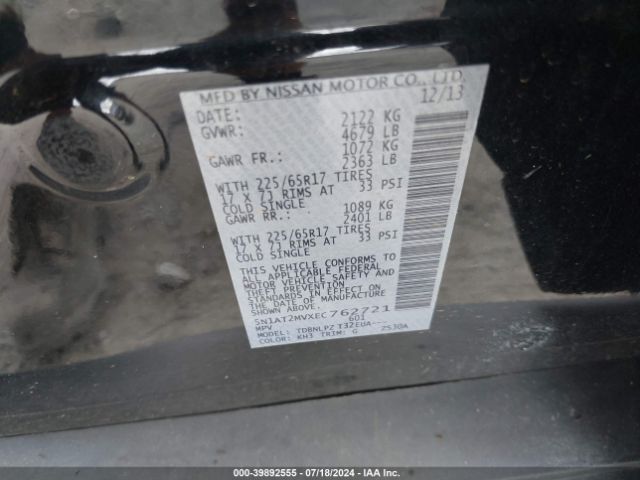 MFD BY NISSAN MOTOR CO., LTD.
DATE: 12/13
GVWR: 2122 KG
4679 LB
GAWR FR.: 1072 KG
2363 LB
WITH 225/65R17 TIRES
17 X 7J RIMS AT 33 PSI
COLD SINGLE
GAWR RR.: 1089 KG
2401 LB
WITH 225/65R17 TIRES
17 X 7J RIMS AT 33 PSI
COLD SINGLE
THIS VEHICLE CONFORMS TO
ALL APPLICABLE FEDERAL
MOTOR VEHICLE SAFETY AND
THEFT PREVENTION
STANDARDS IN EFFECT ON
THE DATE OF MANUFACTURE
SHOWN ABOVE.
5N1AT2MVXEC762721
MPV 601
MODEL: TDBNLPZ T32EUA---
COLOR: KH3 TRIM: G Z530A
000-39892555 / 07/18/2024 / IAA Inc.